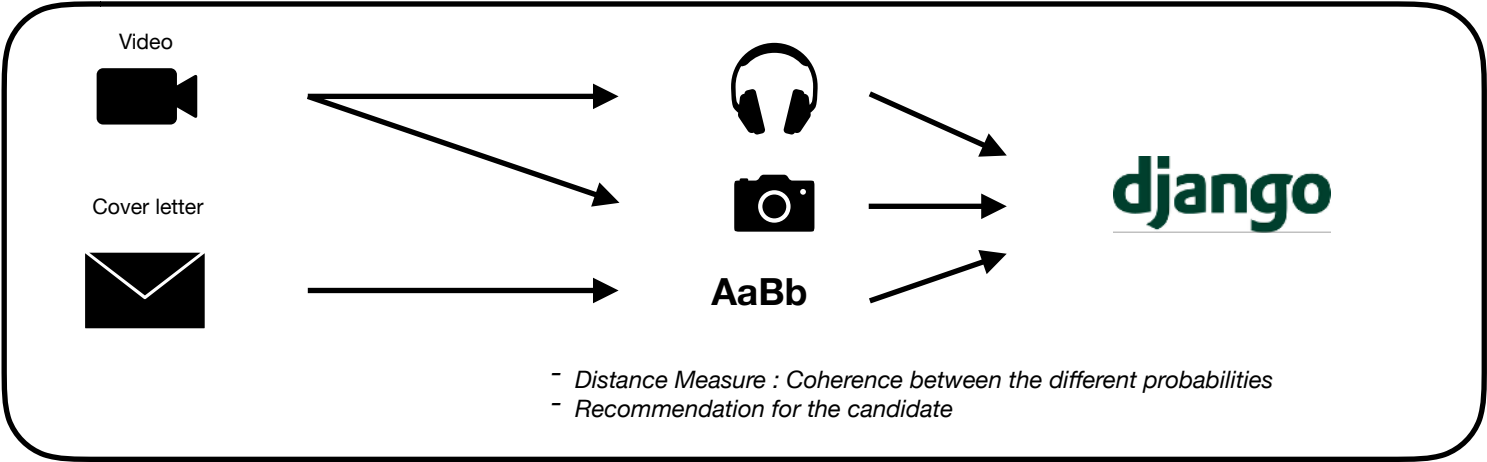 Video
Cover letter
django
AaBb
- Distance Measure : Coherence between the different probabilities
- Recommendation for the candidate